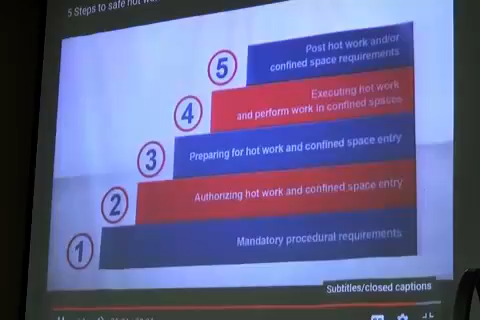 5 Steps to safe hot
5
Post hot work and/or
confined space requirements
4
Executing hot work
and perform work in confined spaces
3
Preparing for hot work and confined space entry
2
Authorizing hot work and confined space entry
1
Mandatory procedural requirements
Subtitles/closed captions